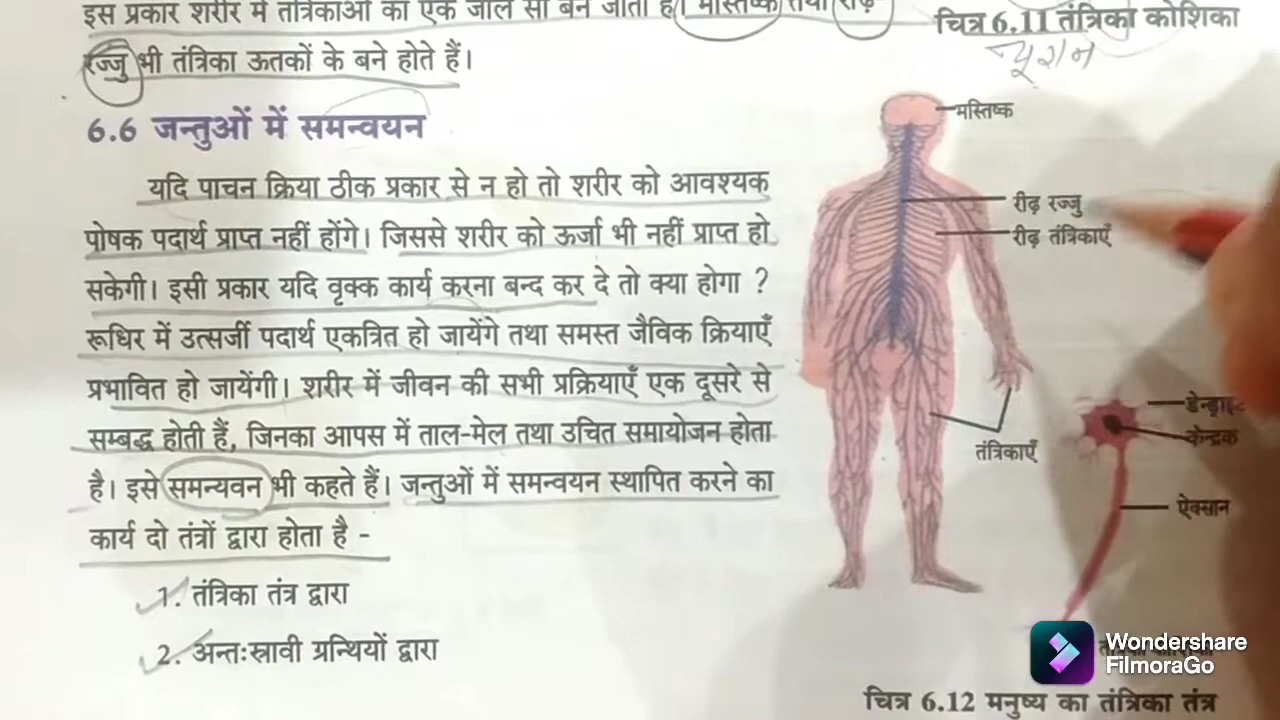 इस प्रकार शरीर में तंत्रिकाओं का एक जाल सा बन जाता है। मस्तिष्क तथा रीढ़
रज्जु भी तंत्रिका ऊतकों के बने होते हैं।
चित्र 6.11 तंत्रिका कोशिका
न्यूरान
6.6 जन्तुओं में समन्वयन
यदि पाचन क्रिया ठीक प्रकार से न हो तो शरीर को आवश्यक
पोषक पदार्थ प्राप्त नहीं होंगे। जिससे शरीर को ऊर्जा भी नहीं प्राप्त हो
सकेगी। इसी प्रकार यदि वृक्क कार्य करना बन्द कर दे तो क्या होगा ?
रूधिर में उत्सर्जी पदार्थ एकत्रित हो जायेंगे तथा समस्त जैविक क्रियाएँ
प्रभावित हो जायेंगी। शरीर में जीवन की सभी प्रक्रियाएँ एक दूसरे से
सम्बद्ध होती हैं, जिनका आपस में ताल-मेल तथा उचित समायोजन होता
है। इसे समन्यवन भी कहते हैं। जन्तुओं में समन्वयन स्थापित करने का
कार्य दो तंत्रों द्वारा होता है -
1. तंत्रिका तंत्र द्वारा
2. अन्तःस्रावी ग्रन्थियों द्वारा
मस्तिष्क
रीढ़ रज्जु
रीढ़ तंत्रिकाएँ
तंत्रिकाएँ
डेन्ड्राइट
केन्द्रक
ऐक्सान
Wondershare
FilmoraGo
चित्र 6.12 मनुष्य का तंत्रिका तंत्र